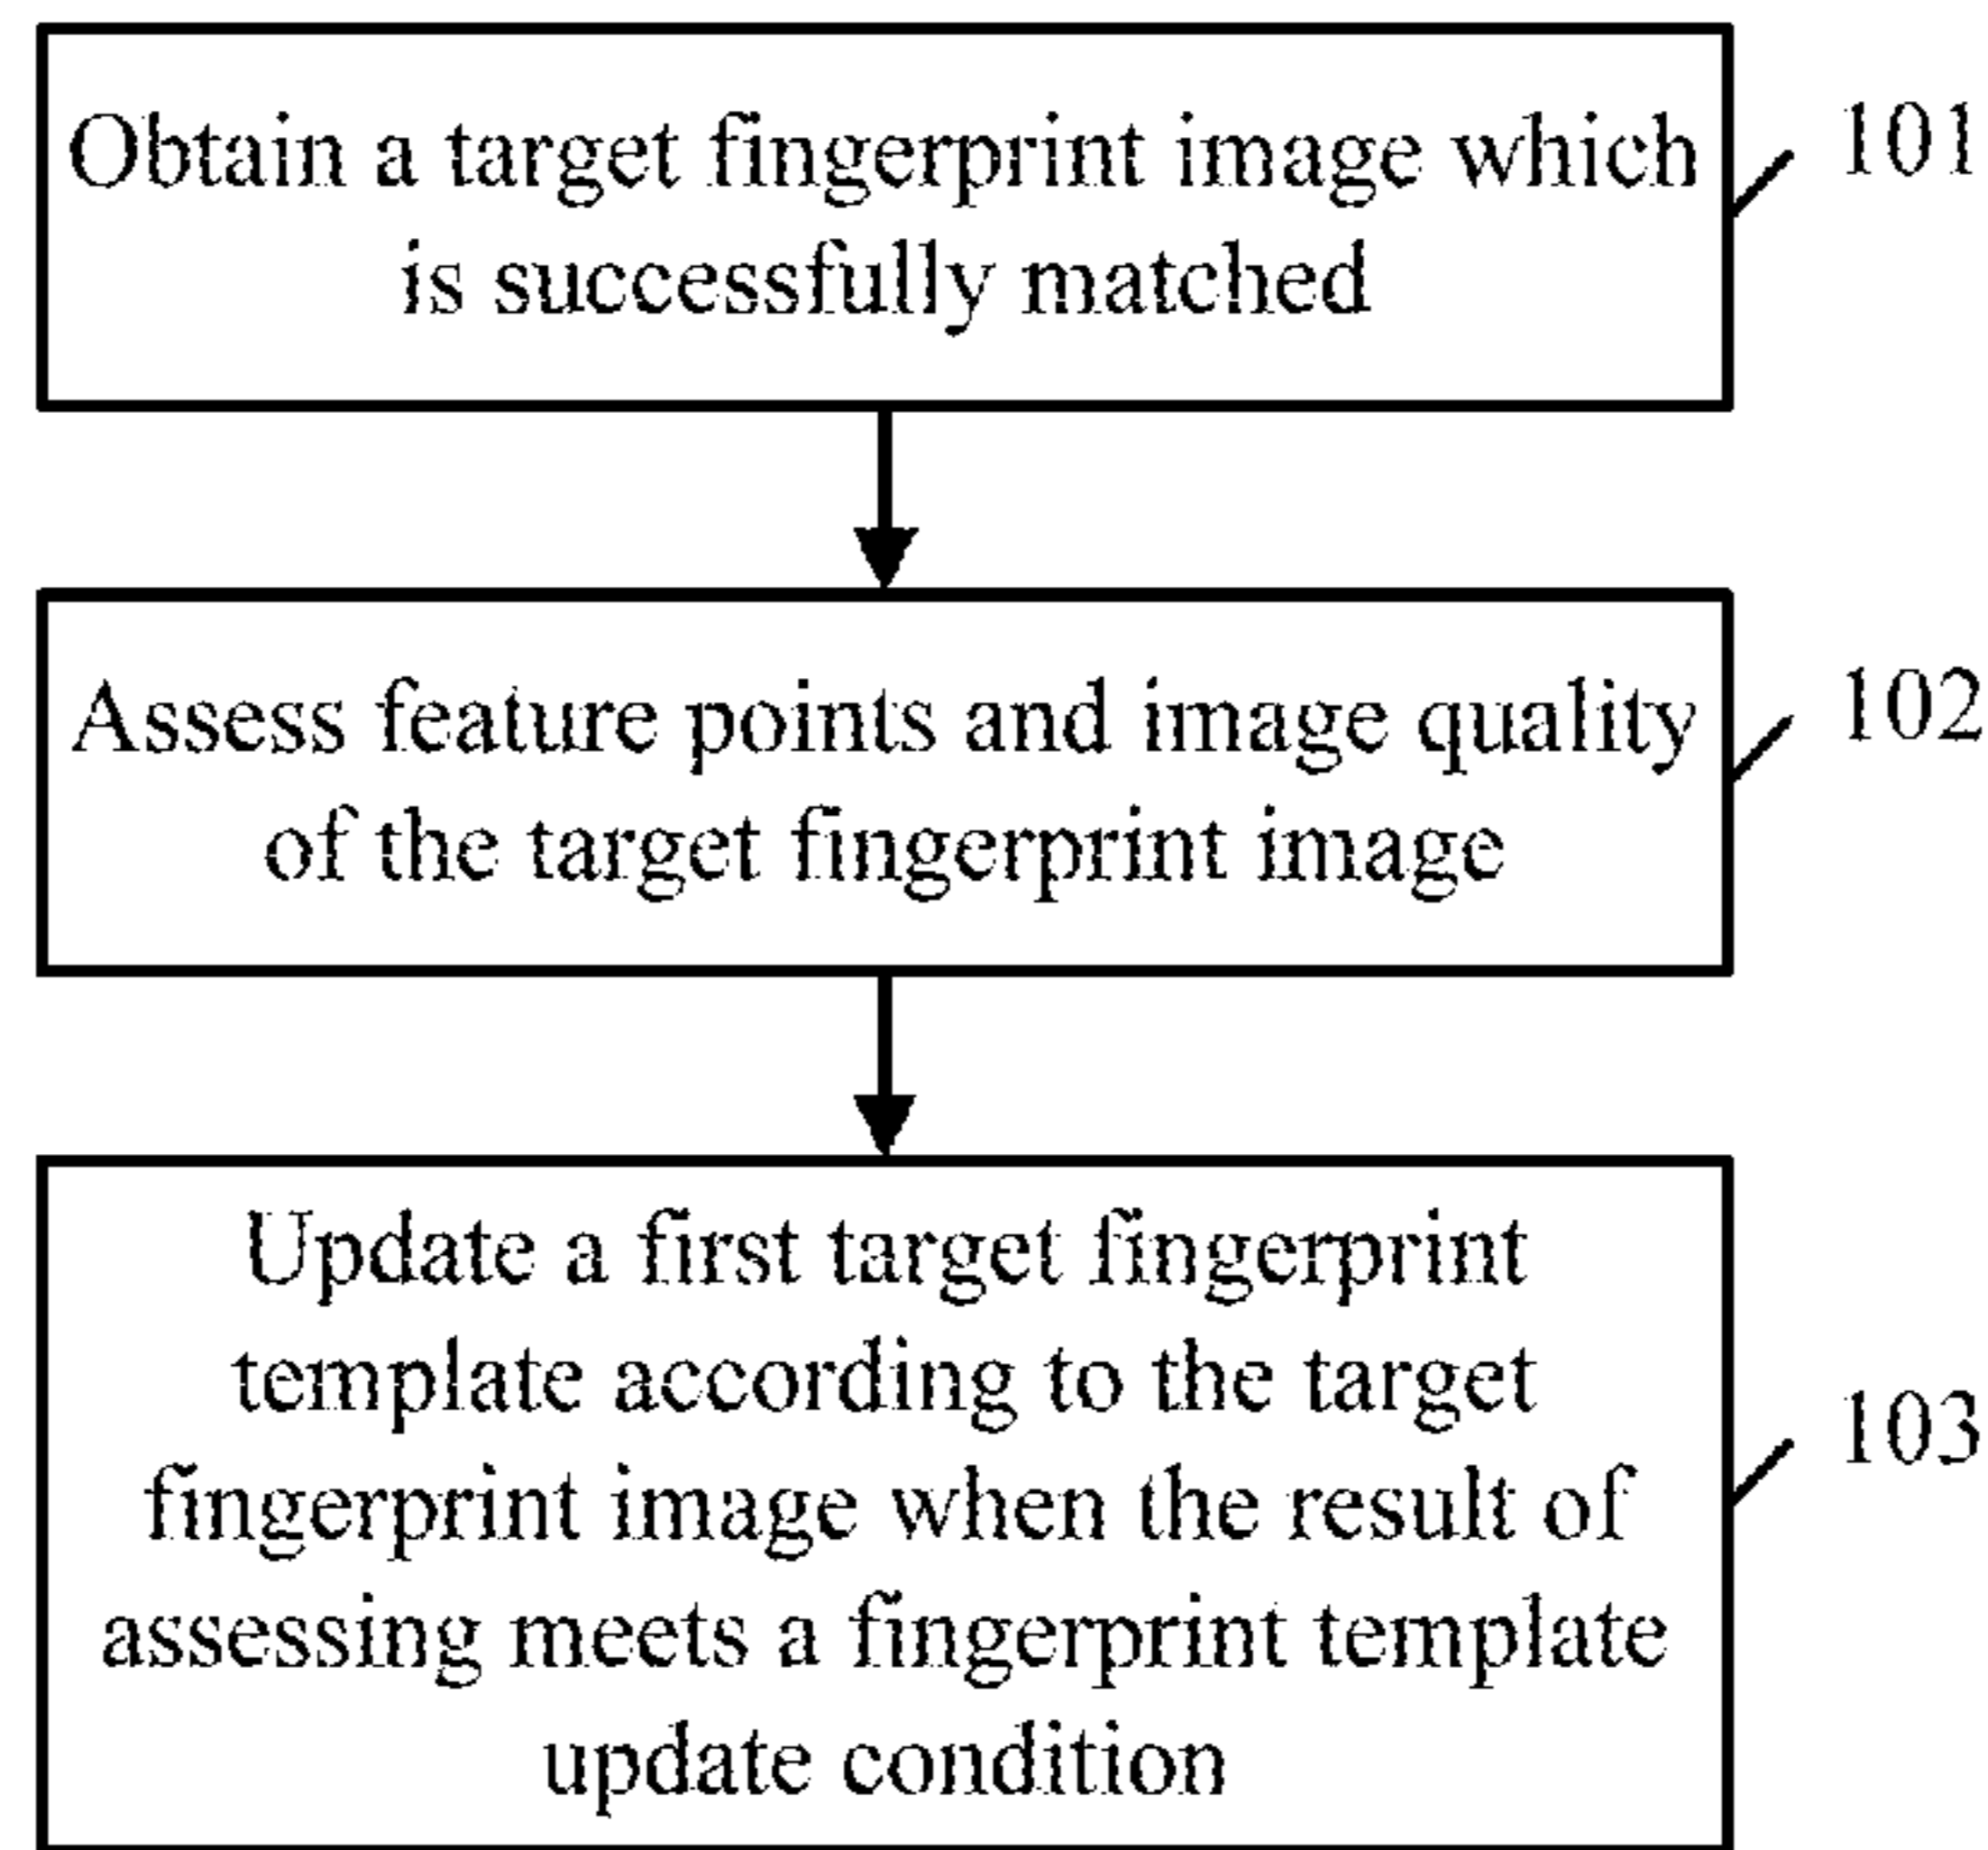 Obtain a target fingerprint image which
is successfully matched
101
Assess feature points and image quality
of the target fingerprint image
102
Update a first target fingerprint
template according to the target
fingerprint image when the result of
assessing meets a fingerprint template
update condition
103